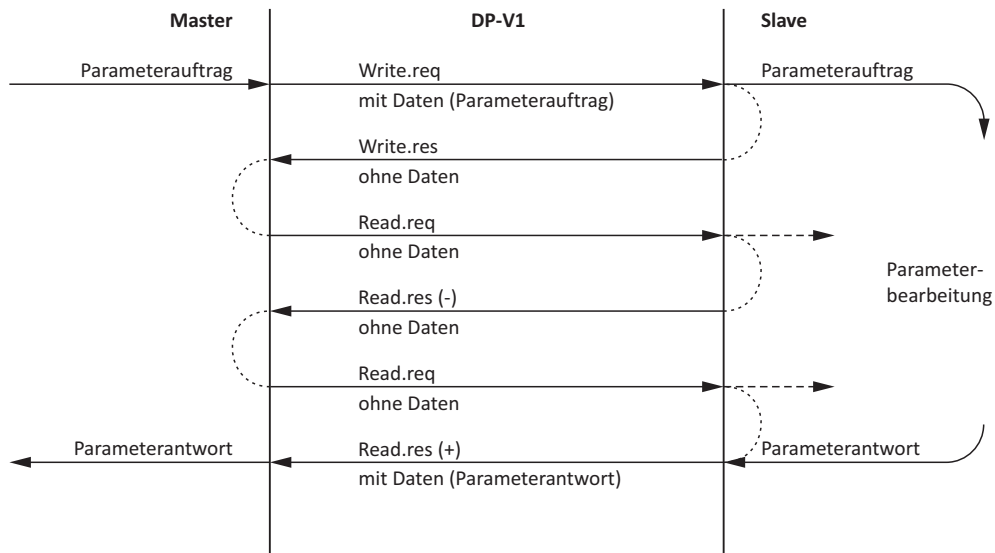 Master
DP-V1
Slave
Parameterauftrag
Write.req
Parameterauftrag
mit Daten (Parameterauftrag)
Write.res
ohne Daten
Read.req
ohne Daten
Parameter-
bearbeitung
Read.res (-)
ohne Daten
Read.req
ohne Daten
Parameterantwort
Read.res (+)
Parameterantwort
mit Daten (Parameterantwort)